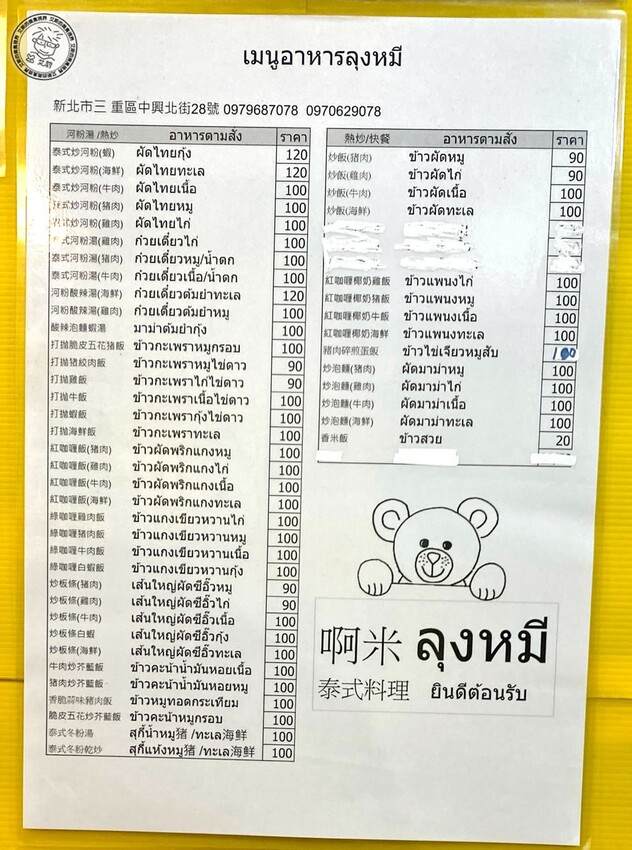 เมนูอาหารลุงหมี
新北市三 重區中興北街28號 0979687078 0970629078
河粉湯 /熱炒 อาหารตามสั่ง ราคา
泰式炒河粉(蝦) ผัดไทยกุ้ง 120
泰式炒河粉(海鮮) ผัดไทยทะเล 120
泰式炒河粉(牛肉) ผัดไทยเนื้อ 100
泰式炒河粉(猪肉) ผัดไทยหมู 100
泰式炒河粉(雞肉) ผัดไทยไก่ 100
泰式河粉湯(雞肉) ก๋วยเตี๋ยวไก่ 100
泰式河粉湯(猪肉) ก๋วยเตี๋ยวหมู/น้ำตก 100
泰式河粉湯(牛肉) ก๋วยเตี๋ยวเนื้อ/น้ำตก 100
河粉酸辣湯(海鮮) ก๋วยเตี๋ยวต้มยำทะเล 120
河粉酸辣湯(雞肉) ก๋วยเตี๋ยวต้มยำหมู 100
酸辣泡麵蝦湯 มาม่าต้มยำกุ้ง 100
打拋脆皮五花猪飯 ข้าวกะเพราหมูกรอบ 100
打拋猪絞肉飯 ข้าวกะเพราหมูไข่ดาว 90
打拋雞飯 ข้าวกะเพราไก่ไข่ดาว 90
打拋牛飯 ข้าวกะเพราเนื้อไข่ดาว 100
打拋蝦飯 ข้าวกะเพรากุ้งไข่ดาว 100
打拋海鮮飯 ข้าวกะเพราทะเล 100
紅咖喱飯(猪肉) ข้าวผัดพริกแกงหมู 100
紅咖喱飯(雞肉) ข้าวผัดพริกแกงไก่ 100
紅咖喱飯(牛肉) ข้าวผัดพริกแกงเนื้อ 100
紅咖喱飯(海鮮) ข้าวผัดพริกแกงทะเล 100
綠咖喱雞肉飯 ข้าวแกงเขียวหวานไก่ 100
綠咖喱猪肉飯 ข้าวแกงเขียวหวานหมู 100
綠咖喱牛肉飯 ข้าวแกงเขียวหวานเนื้อ 100
綠咖喱白蝦飯 ข้าวแกงเขียวหวานกุ้ง 100
炒板條(猪肉) เส้นใหญ่ผัดซีอิ๊วหมู 90
炒板條(雞肉) เส้นใหญ่ผัดซีอิ๊วไก่ 90
炒板條(牛肉) เส้นใหญ่ผัดซีอิ๊วเนื้อ 100
炒板條白蝦 เส้นใหญ่ผัดซีอิ๊วกุ้ง 100
炒板條(海鮮) เส้นใหญ่ผัดซีอิ๊วทะเล 100
牛肉炒芥藍飯 ข้าวคะน้าน้ำมันหอยเนื้อ 100
猪肉炒芥藍飯 ข้าวคะน้าน้ำมันหอยหมู 100
香脆蒜味豬肉飯 ข้าวหมูทอดกระเทียม 100
脆皮五花炒芥藍飯 ข้าวคะน้าหมูกรอบ 100
泰式冬粉湯 สุกี้น้ำหมู猪 /ทะเล海鮮 100
泰式冬粉乾炒 สุกี้แห้งหมู猪 /ทะเล海鮮 100
熱炒/快餐 อาหารตามสั่ง ราคา
炒飯(猪肉) ข้าวผัดหมู 90
炒飯(雞肉) ข้าวผัดไก่ 90
炒飯(牛肉) ข้าวผัดเนื้อ 100
炒飯(海鮮) ข้าวผัดทะเล 100
紅咖喱椰奶雞飯 ข้าวแพนงไก่ 100
紅咖喱椰奶猪飯 ข้าวแพนงหมู 100
紅咖喱椰奶牛飯 ข้าวแพนงเนื้อ 100
紅咖喱椰奶海鮮 ข้าวแพนงทะเล 100
豬肉碎煎蛋飯 ข้าวไข่เจียวหมูสับ 100
炒泡麵(猪肉) ผัดมาม่าหมู 100
炒泡麵(雞肉) ผัดมาม่าไก่ 100
炒泡麵(牛肉) ผัดมาม่าเนื้อ 100
炒泡麵(海鮮) ผัดมาม่าทะเล 100
香米飯 ข้าวสวย 20
啊米 ลุงหมี
泰式料理 ยินดีต้อนรับ